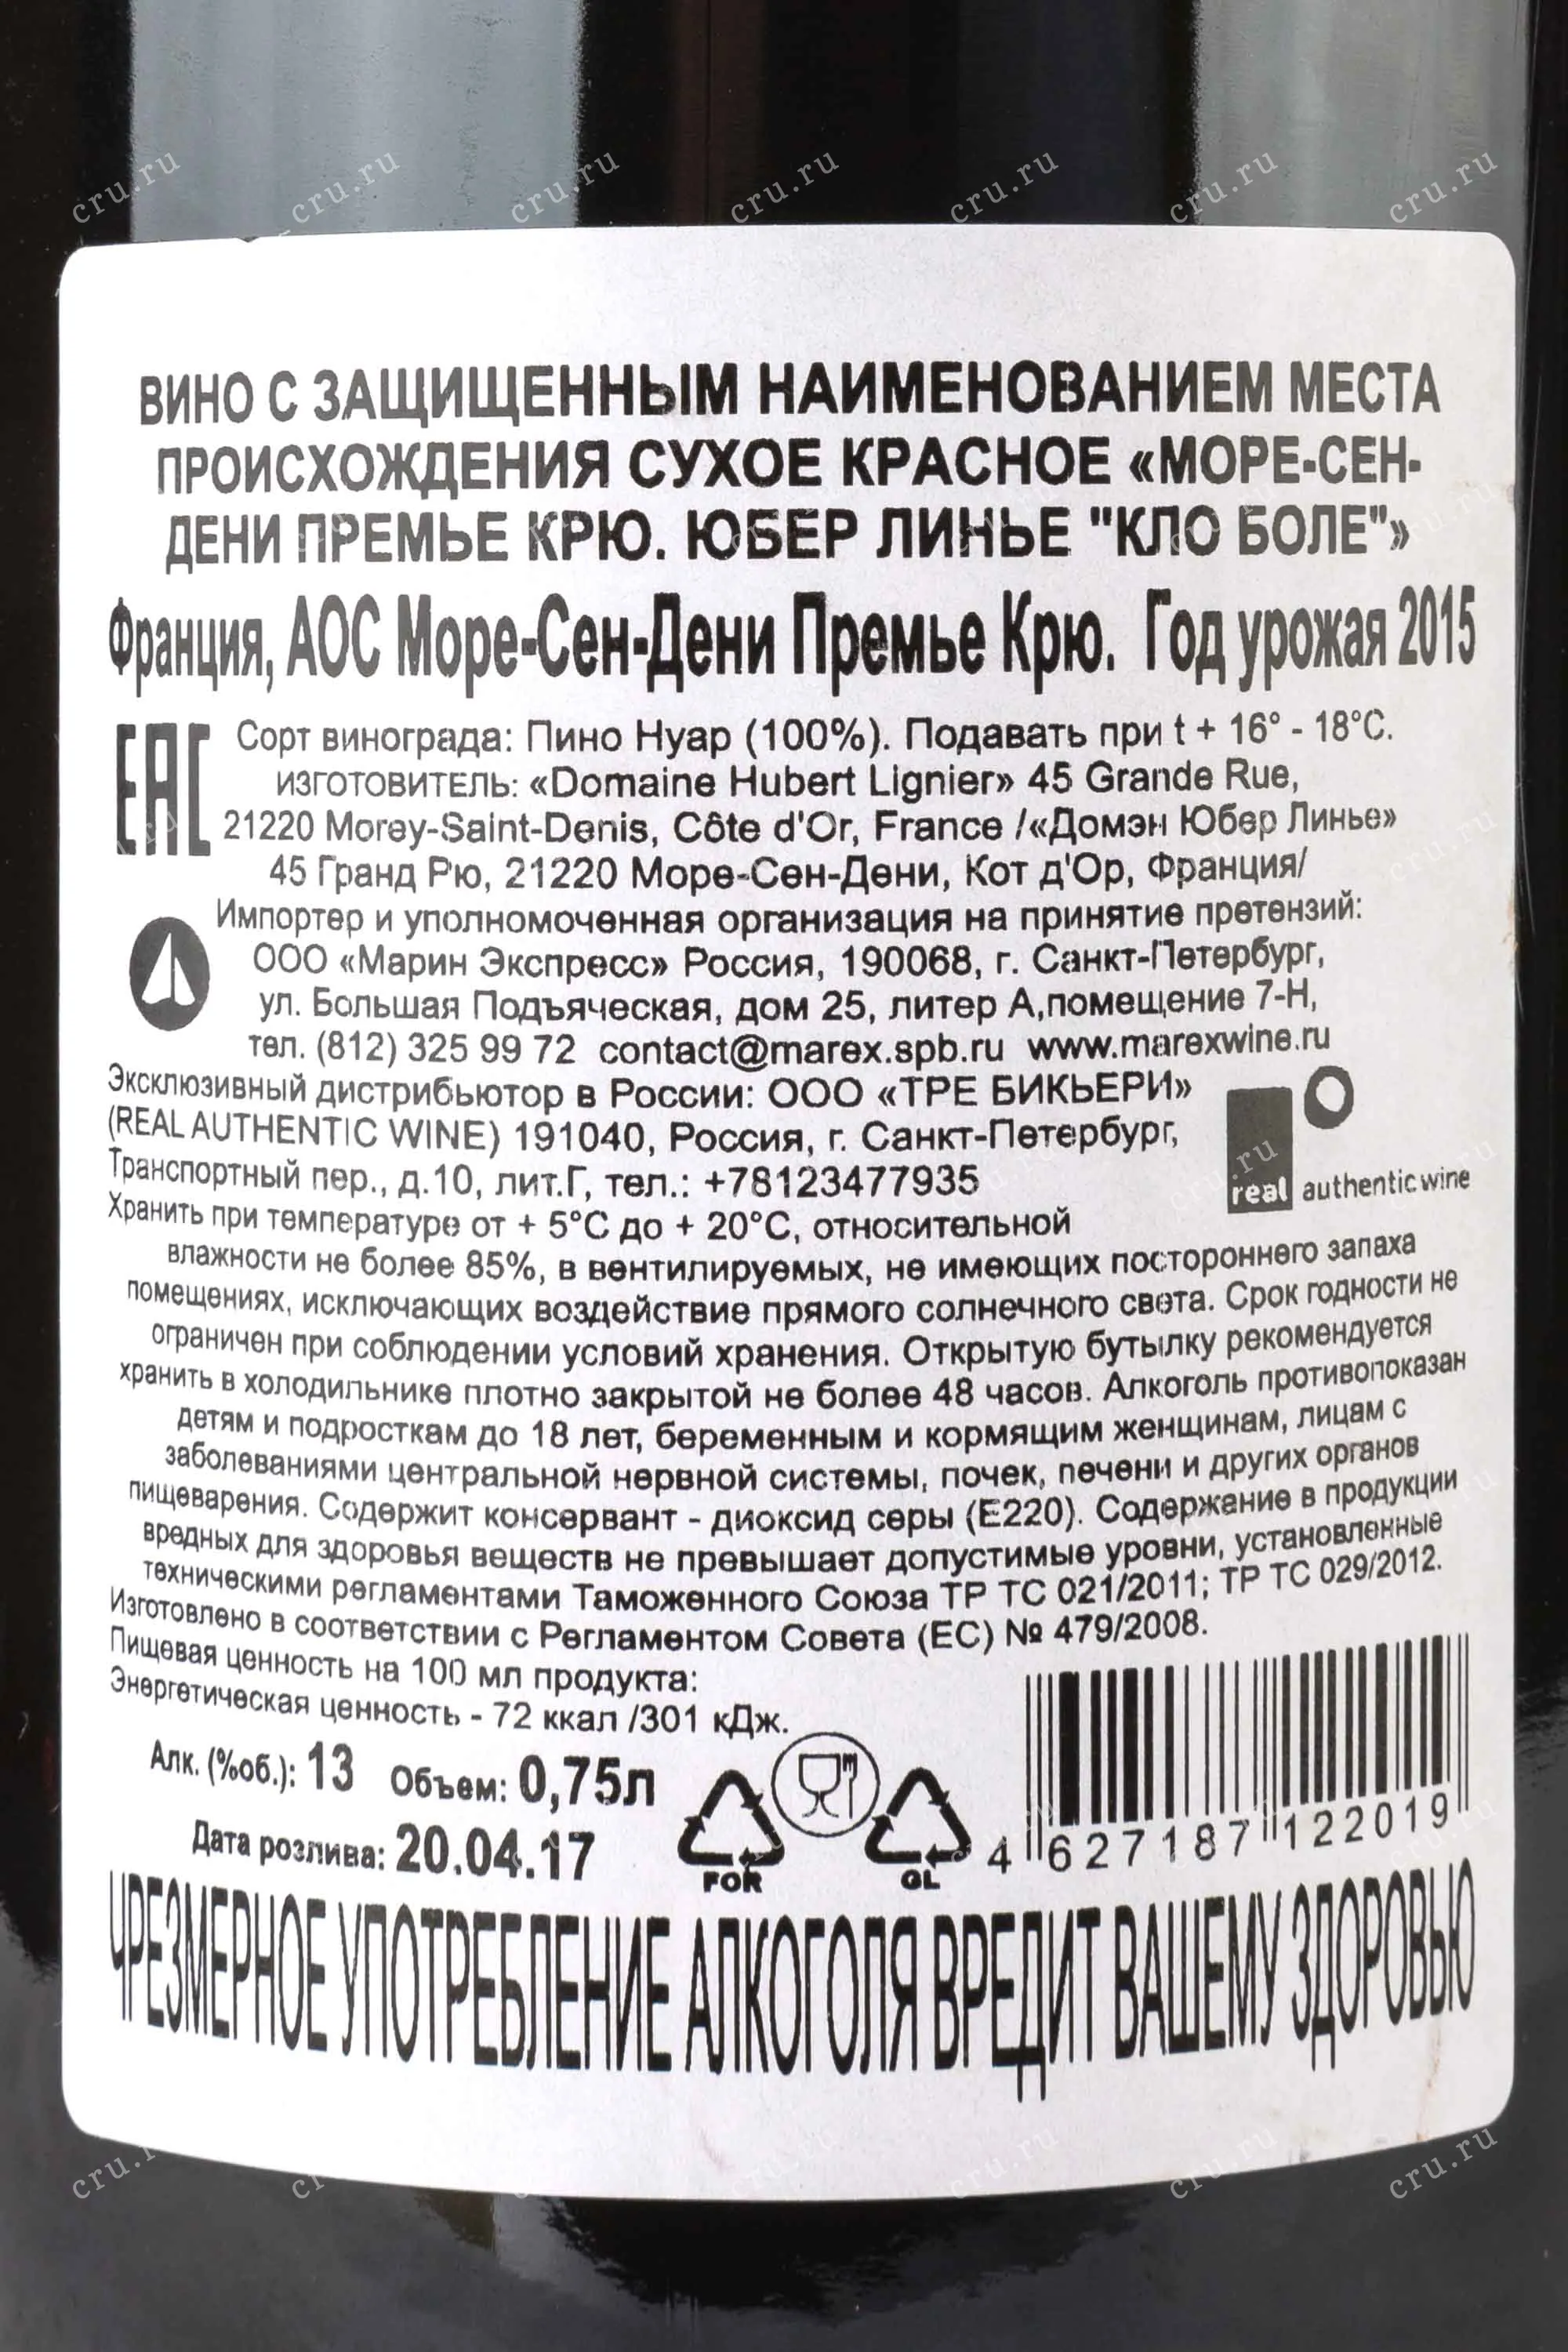 ВИНО С ЗАЩИЩЕННЫМ НАИМЕНОВАНИЕМ МЕСТА
ПРОИСХОЖДЕНИЯ СУХОЕ КРАСНОЕ «МОРЕ-СЕН-
ДЕНИ ПРЕМЬЕ КРЮ. ЮБЕР ЛИНЬЕ "КЛО БОЛЕ"»
Франция, АОС Море-Сен-Дени Премье Крю. Год урожая 2015
EAC
Сорт винограда: Пино Нуар (100%). Подавать при t + 16° - 18°С.
ИЗГОТОВИТЕЛЬ: «Domaine Hubert Lignier» 45 Grande Rue,
21220 Morey-Saint-Denis, Côte d'Or, France /«Домэн Юбер Линье»
45 Гранд Рю, 21220 Море-Сен-Дени, Кот д'Ор, Франция/
Импортер и уполномоченная организация на принятие претензий:
ООО «Марин Экспресс» Россия, 190068, г. Санкт-Петербург,
ул. Большая Подъяческая, дом 25, литер А,помещение 7-Н,
тел. (812) 325 99 72 contact@marex.spb.ru www.marexwine.ru
Эксклюзивный дистрибьютор в России: ООО «ТРЕ БИКЬЕРИ»
(REAL AUTHENTIC WINE) 191040, Россия, г. Санкт-Петербург,
Транспортный пер., д.10, лит.Г, тел.: +78123477935
real authentic wine
Хранить при температуре от + 5°С до + 20°С, относительной
влажности не более 85%, в вентилируемых, не имеющих постороннего запаха
помещениях, исключающих воздействие прямого солнечного света. Срок годности не
ограничен при соблюдении условий хранения. Открытую бутылку рекомендуется
хранить в холодильнике плотно закрытой не более 48 часов. Алкоголь противопоказан
детям и подросткам до 18 лет, беременным и кормящим женщинам, лицам с
заболеваниями центральной нервной системы, почек, печени и других органов
пищеварения. Содержит консервант - диоксид серы (Е220). Содержание в продукции
вредных для здоровья веществ не превышает допустимые уровни, установленные
техническими регламентами Таможенного Союза ТР ТС 021/2011; ТР ТС 029/2012.
Изготовлено в соответствии с Регламентом Совета (ЕС) № 479/2008.
Пищевая ценность на 100 мл продукта:
Энергетическая ценность - 72 ккал /301 кДж.
Алк. (%об.): 13 Объем: 0,75л
Дата розлива: 20.04.17
FOR GL
4 627187 122019
ЧРЕЗМЕРНОЕ УПОТРЕБЛЕНИЕ АЛКОГОЛЯ ВРЕДИТ ВАШЕМУ ЗДОРОВЬЮ
cru.ru